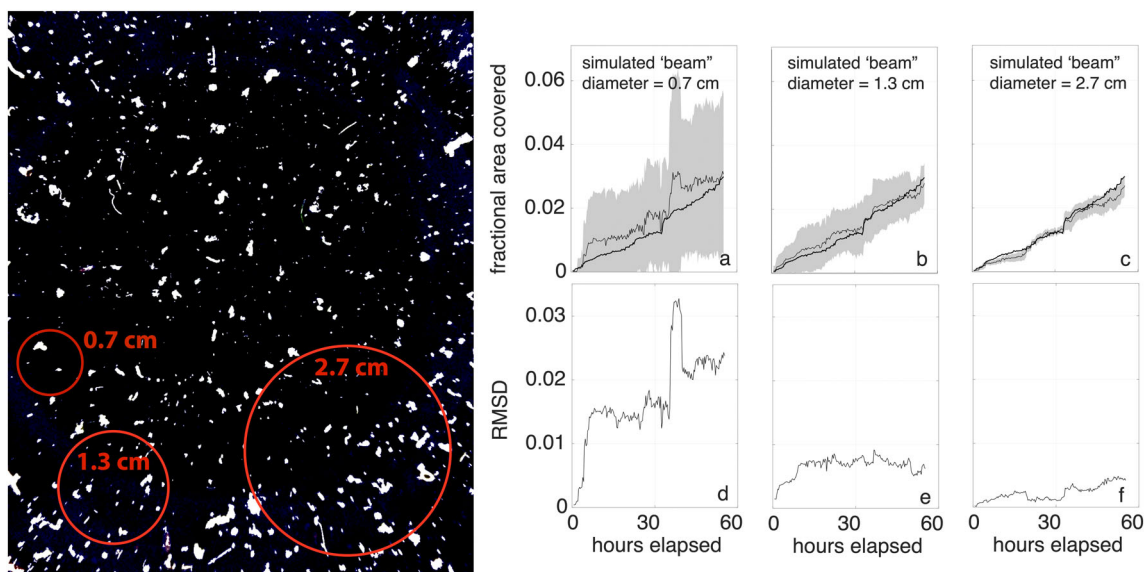 0.7 cm
1.3 cm
2.7 cm
fractional area covered
0.06
0.04
0.02
0
simulated ‘beam”
diameter = 0.7 cm
a
simulated ‘beam”
diameter = 1.3 cm
b
simulated ‘beam”
diameter = 2.7 cm
c
RMSD
0.03
0.02
0.01
0
d
e
f
0
30
60
0
30
60
0
30
60
hours elapsed
hours elapsed
hours elapsed